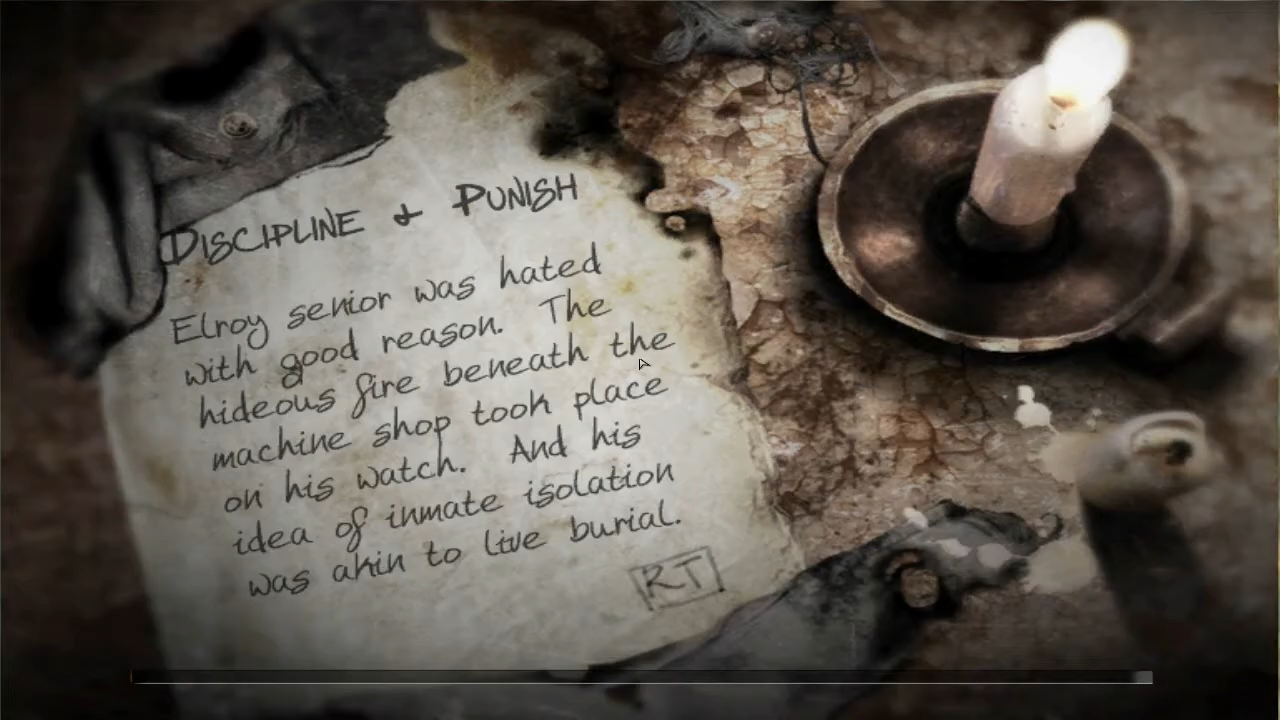 DISCIPLINE & PUNISH
Elroy senior was hated
with good reason. The
hideous fire beneath the
machine shop took place
on his watch. And his
idea of inmate isolation
was akin to live burial.
RT